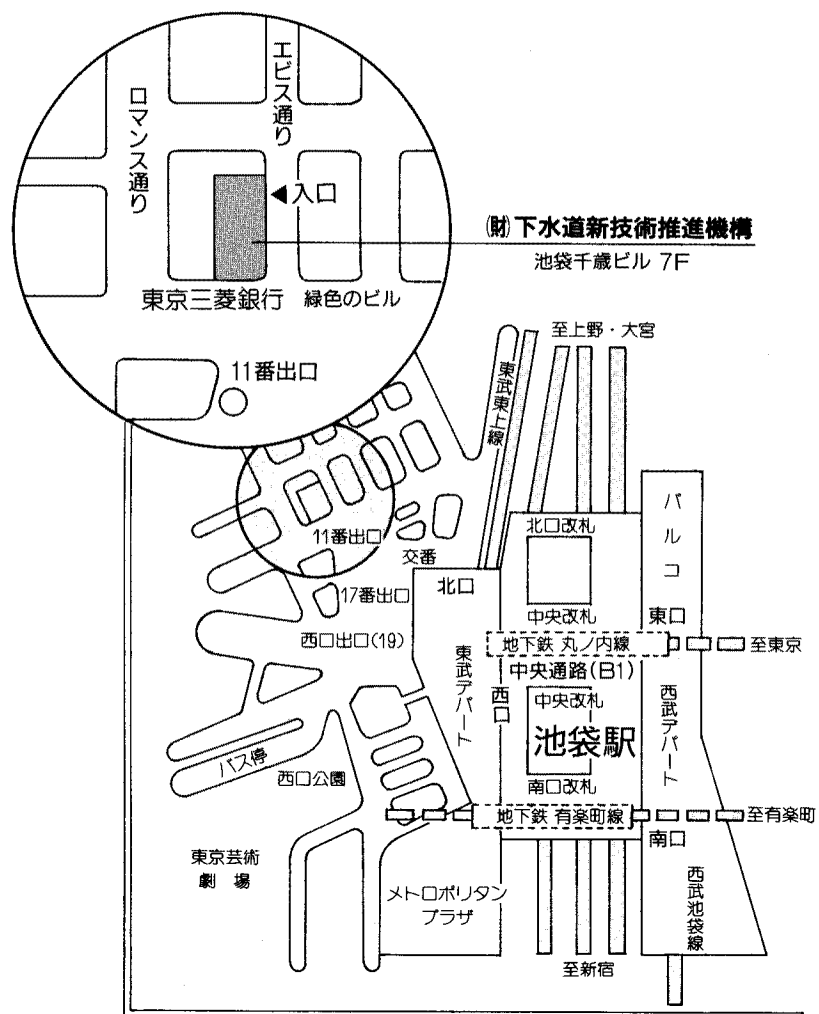 ロマンス通り
エビス通り
◀入口
(財)下水道新技術推進機構
池袋千歳ビル 7F
東京三菱銀行
緑色のビル
11番出口
至上野・大宮
東武東上線
11番出口
交番
17番出口
西口出口(19)
北口
北口改札
パルコ
中央改札
東口
地下鉄 丸ノ内線
至東京
中央通路(B1)
東武デパート
西口
中央改札
池袋駅
西武デパート
南口改札
バス停
西口公園
地下鉄 有楽町線
至有楽町
南口
東京芸術
劇場
メトロポリタン
プラザ
西武池袋線
至新宿